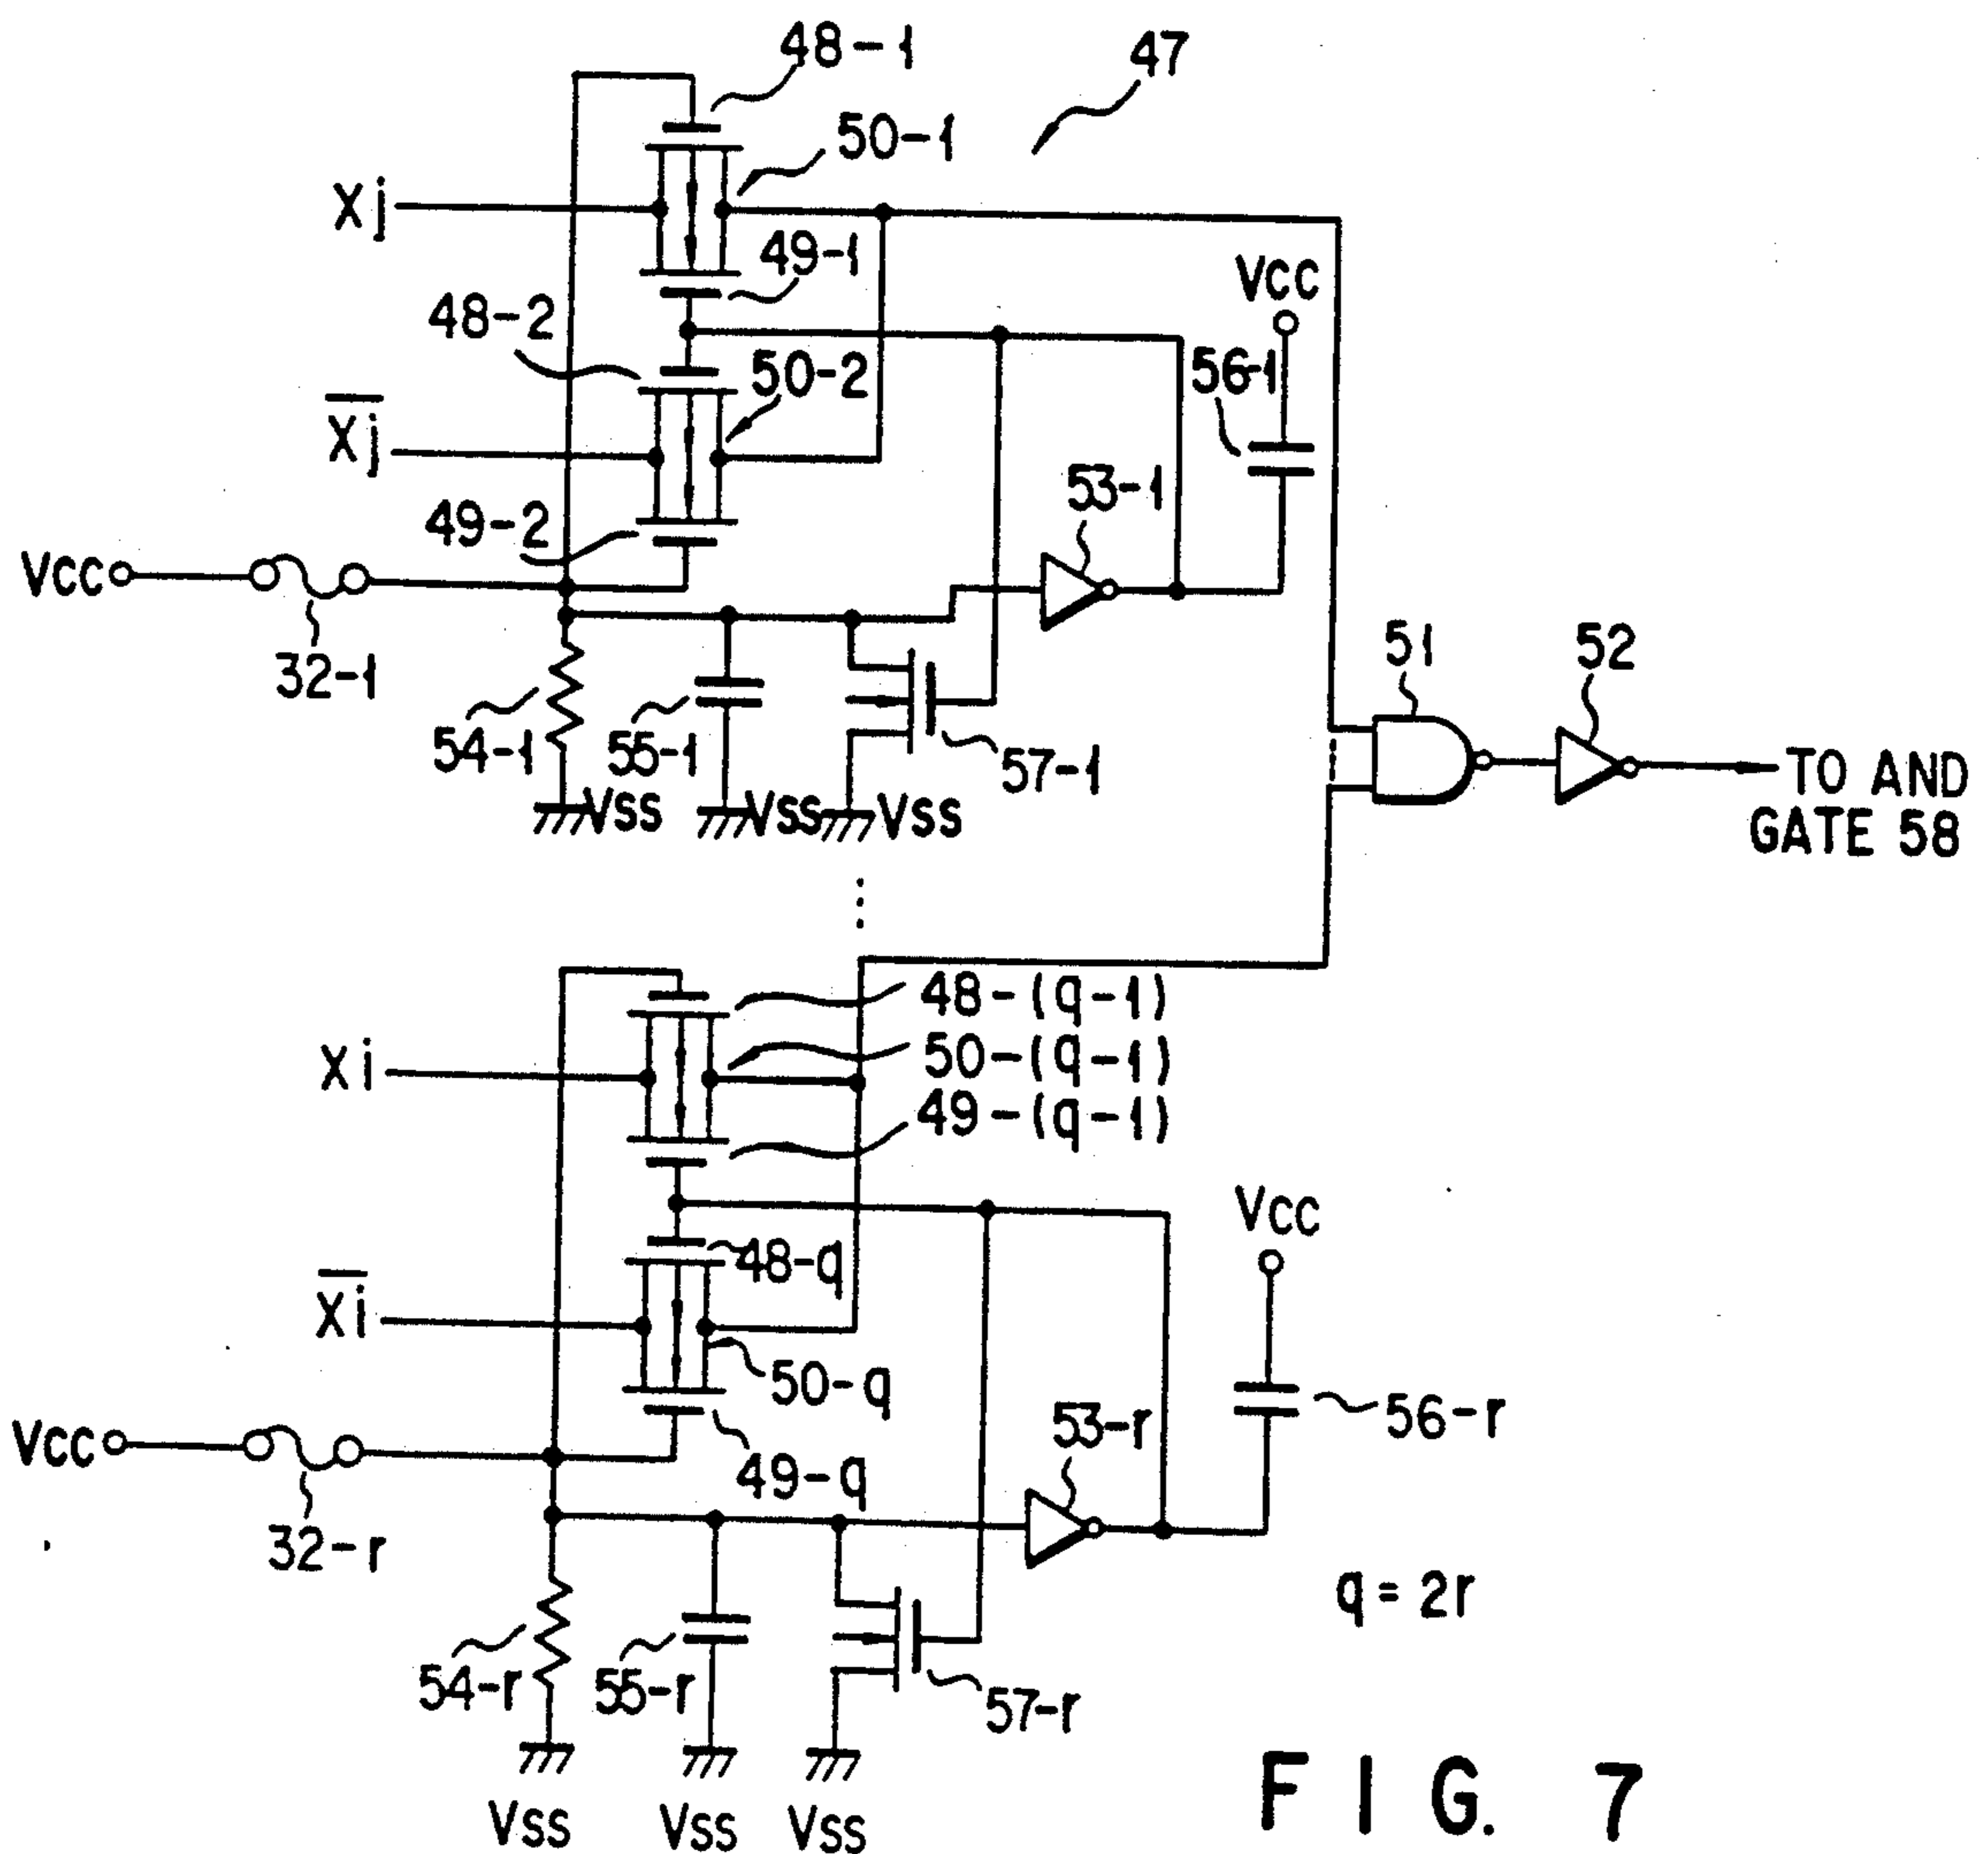 48-1
47
50-1
Xj
49-1
VCC
48-2
50-2
56-1
X̅j̅
53-1
49-2
VCC
32-1
51
52
54-1
55-1
57-1
TO AND
GATE 58
VSS
VSS
VSS
48-(q-1)
50-(q-1)
49-(q-1)
Xi
VCC
48-q
X̅i̅
50-q
56-r
53-r
VCC
49-q
32-r
q=2r
54-r
55-r
57-r
VSS
VSS
VSS
FIG. 7